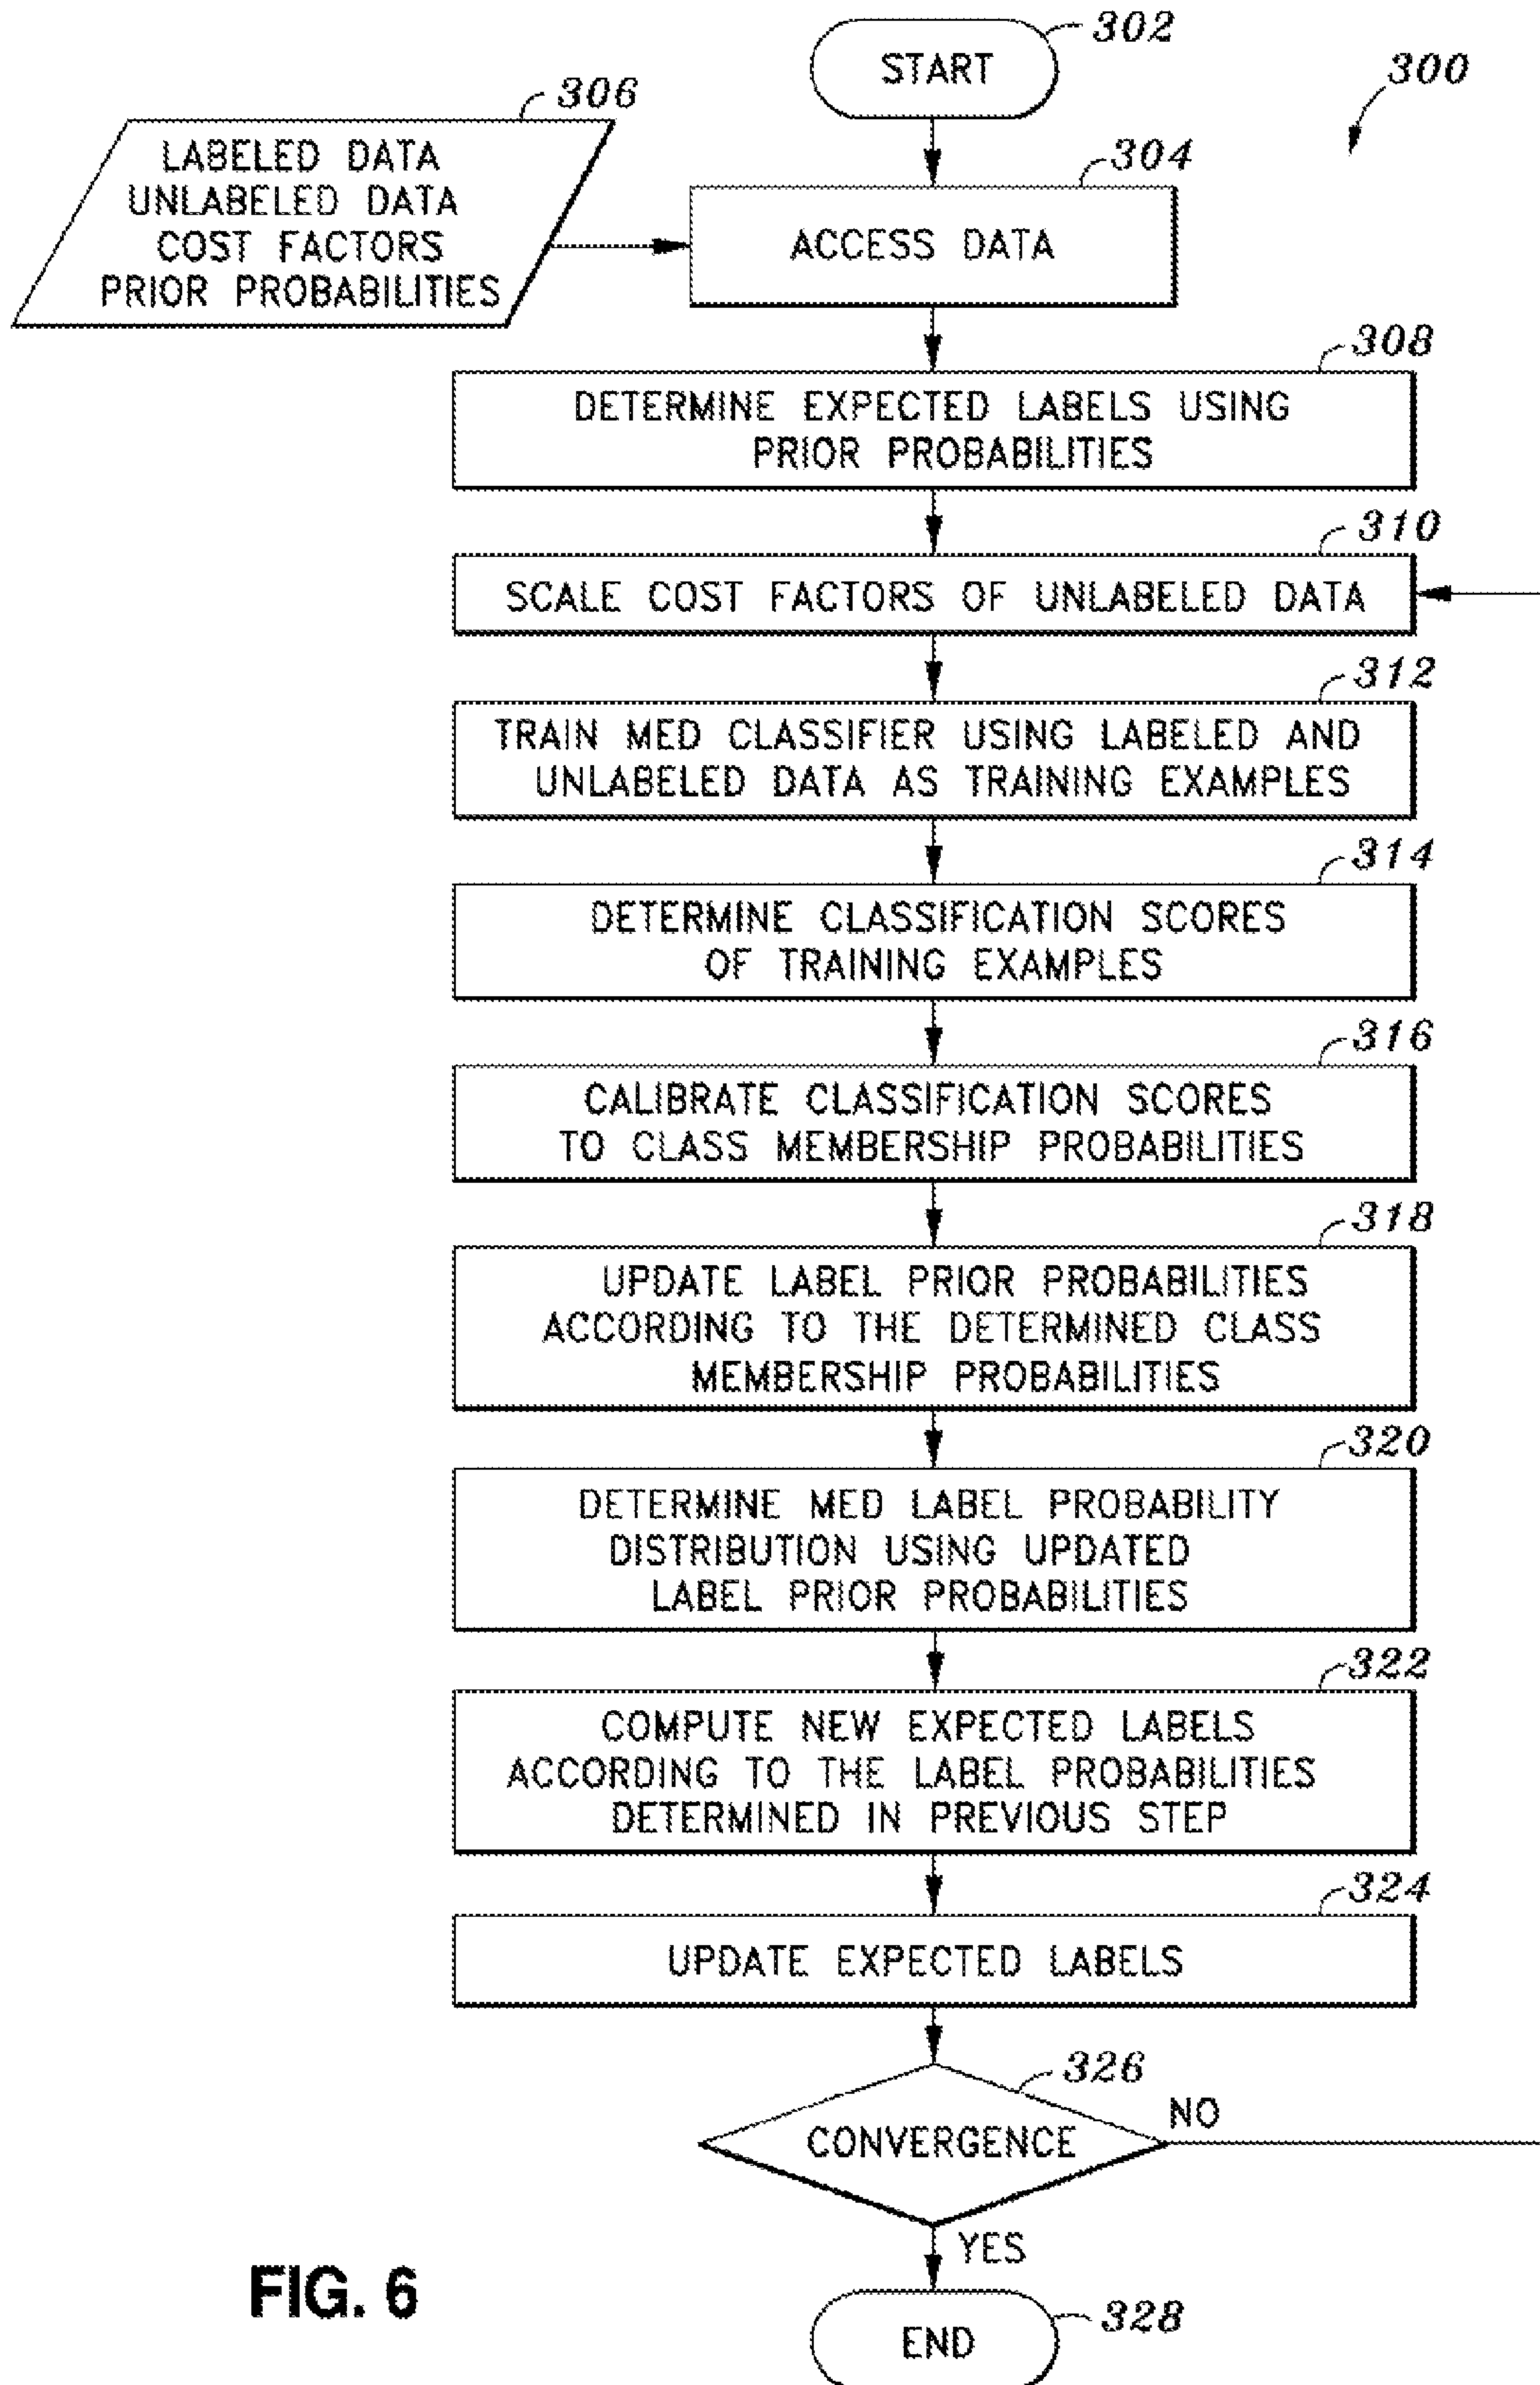 302
START
300
306
LABELED DATA
UNLABELED DATA
COST FACTORS
PRIOR PROBABILITIES
304
ACCESS DATA
308
DETERMINE EXPECTED LABELS USING
PRIOR PROBABILITIES
310
SCALE COST FACTORS OF UNLABELED DATA
312
TRAIN MED CLASSIFIER USING LABELED AND
UNLABELED DATA AS TRAINING EXAMPLES
314
DETERMINE CLASSIFICATION SCORES
OF TRAINING EXAMPLES
316
CALIBRATE CLASSIFICATION SCORES
TO CLASS MEMBERSHIP PROBABILITIES
318
UPDATE LABEL PRIOR PROBABILITIES
ACCORDING TO THE DETERMINED CLASS
MEMBERSHIP PROBABILITIES
320
DETERMINE MED LABEL PROBABILITY
DISTRIBUTION USING UPDATED
LABEL PRIOR PROBABILITIES
322
COMPUTE NEW EXPECTED LABELS
ACCORDING TO THE LABEL PROBABILITIES
DETERMINED IN PREVIOUS STEP
324
UPDATE EXPECTED LABELS
326
CONVERGENCE
NO
YES
328
END
FIG. 6